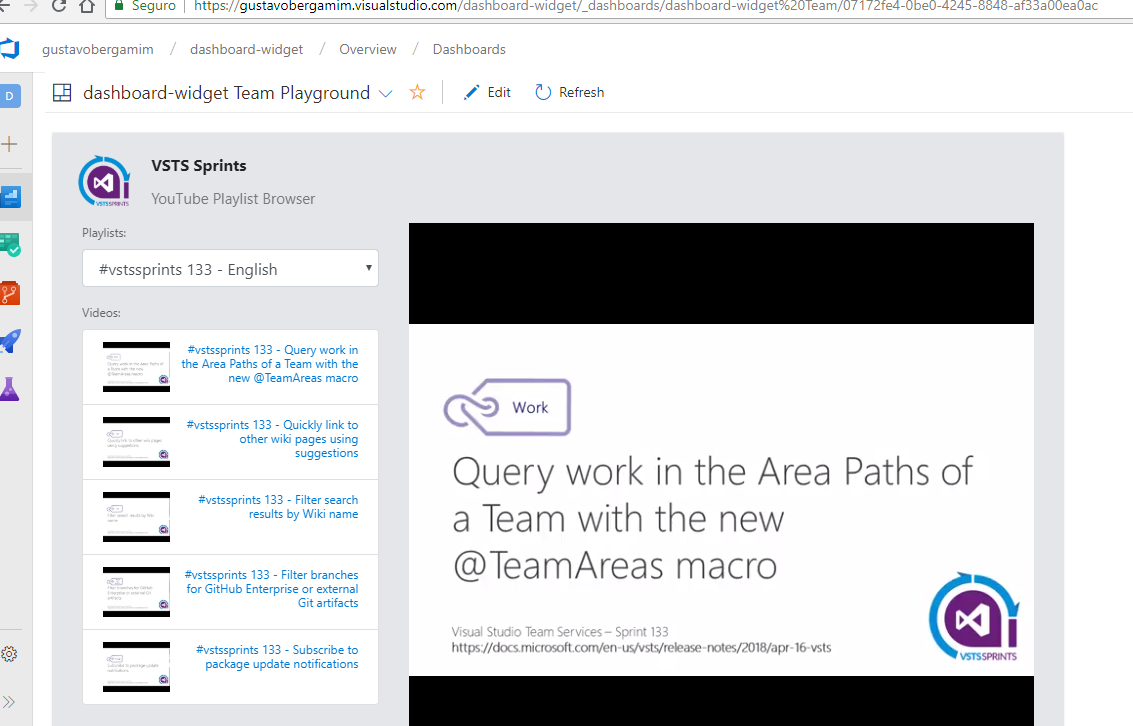 Seguro https://gustavobergamim.visualstudio.com/dashboard-widget/_dashboards/dashboard-widget%20Team/07172fe4-0be0-4245-8848-af33a00ea0ac
gustavobergamim / dashboard-widget / Overview / Dashboards
D
dashboard-widget Team Playground
Edit Refresh
VSTS Sprints
YouTube Playlist Browser
VSTSSPRINTS
Playlists:
#vstssprints 133 - English
Videos:
#vstssprints 133 - Query work in
the Area Paths of a Team with the
new @TeamAreas macro
#vstssprints 133 - Quickly link to
other wiki pages using
suggestions
#vstssprints 133 - Filter search
results by Wiki name
#vstssprints 133 - Filter branches
for GitHub Enterprise or external
Git artifacts
#vstssprints 133 - Subscribe to
package update notifications
Work
Query work in the Area Paths of
a Team with the new
@TeamAreas macro
Visual Studio Team Services – Sprint 133
https://docs.microsoft.com/en-us/vsts/release-notes/2018/apr-16-vsts
VSTSSPRINTS